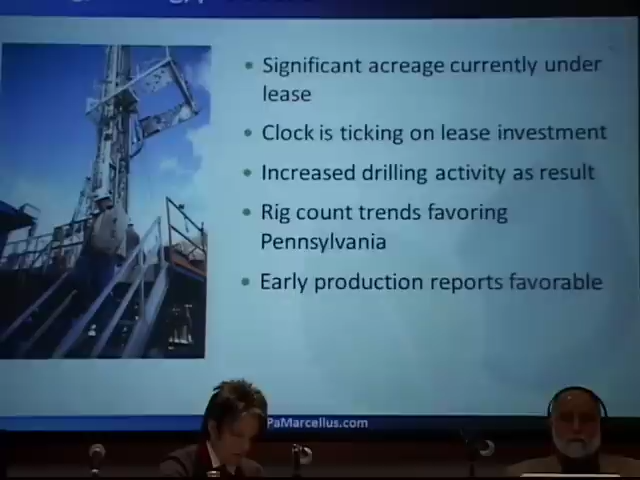 • Significant acreage currently under
lease
• Clock is ticking on lease investment
• Increased drilling activity as result
• Rig count trends favoring
Pennsylvania
• Early production reports favorable
PaMarcellus.com